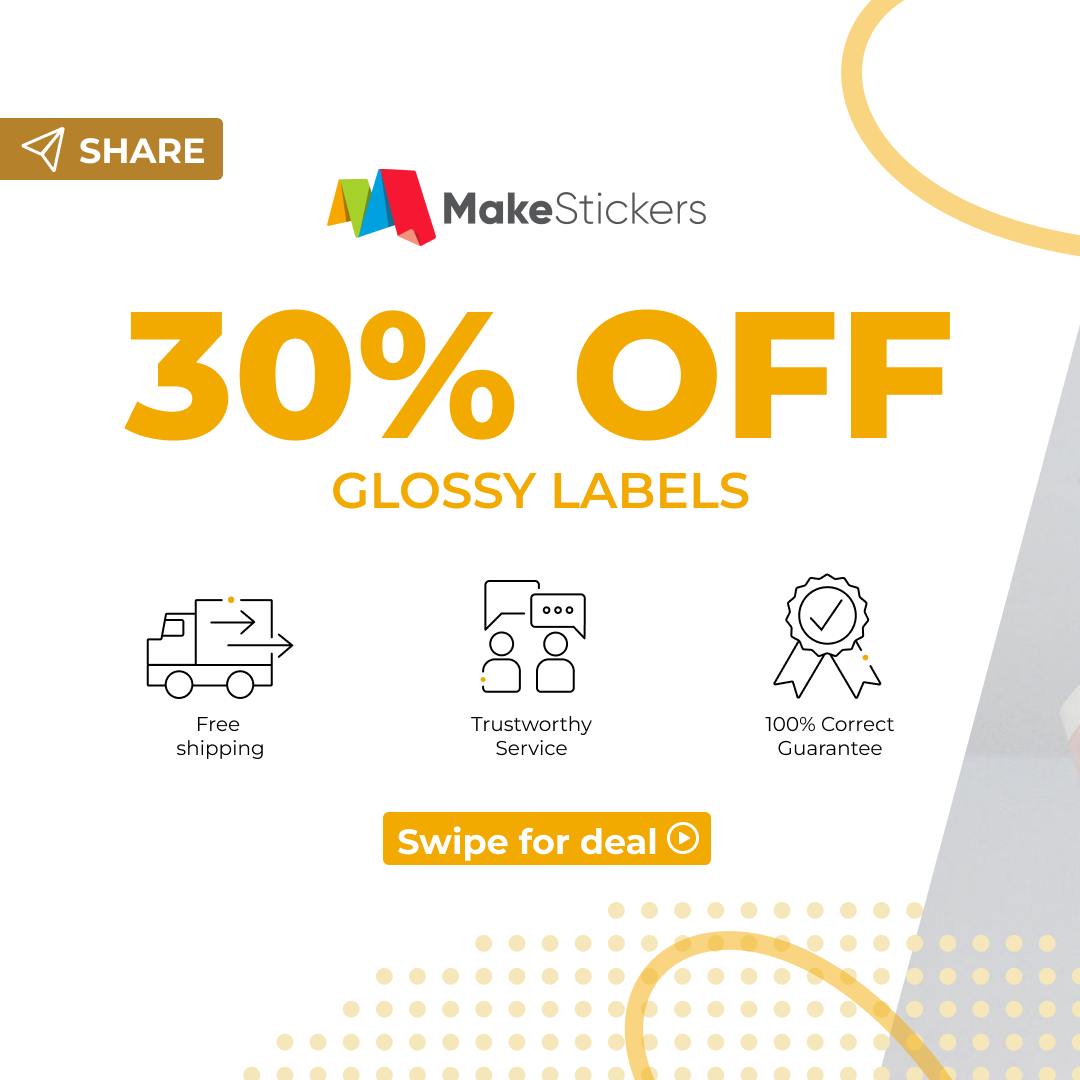 SHARE
MakeStickers
30% OFF
GLOSSY LABELS
Free
shipping
Trustworthy
Service
100% Correct
Guarantee
Swipe for deal